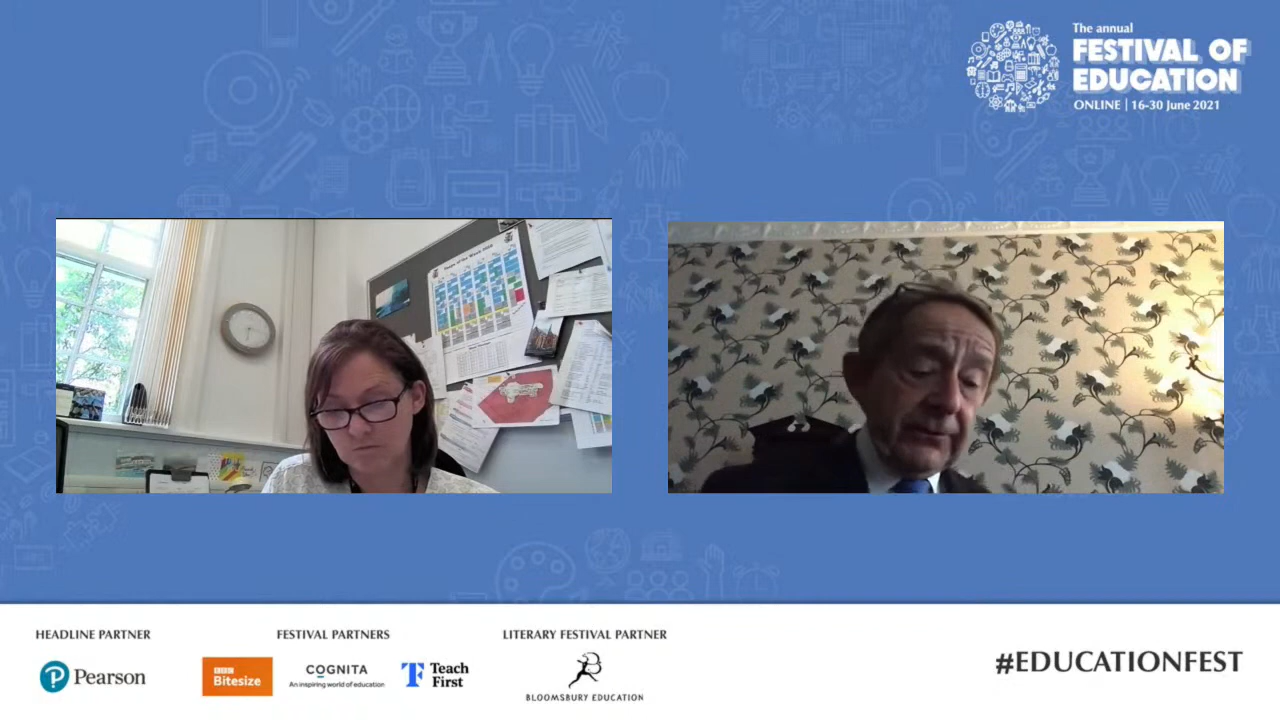 The annual
FESTIVAL OF
EDUCATION
ONLINE | 16-30 June 2021
HEADLINE PARTNER
FESTIVAL PARTNERS
LITERARY FESTIVAL PARTNER
Pearson
BBC
Bitesize
COGNITA
An inspiring world of education
Teach
First
BLOOMSBURY EDUCATION
#EDUCATIONFEST